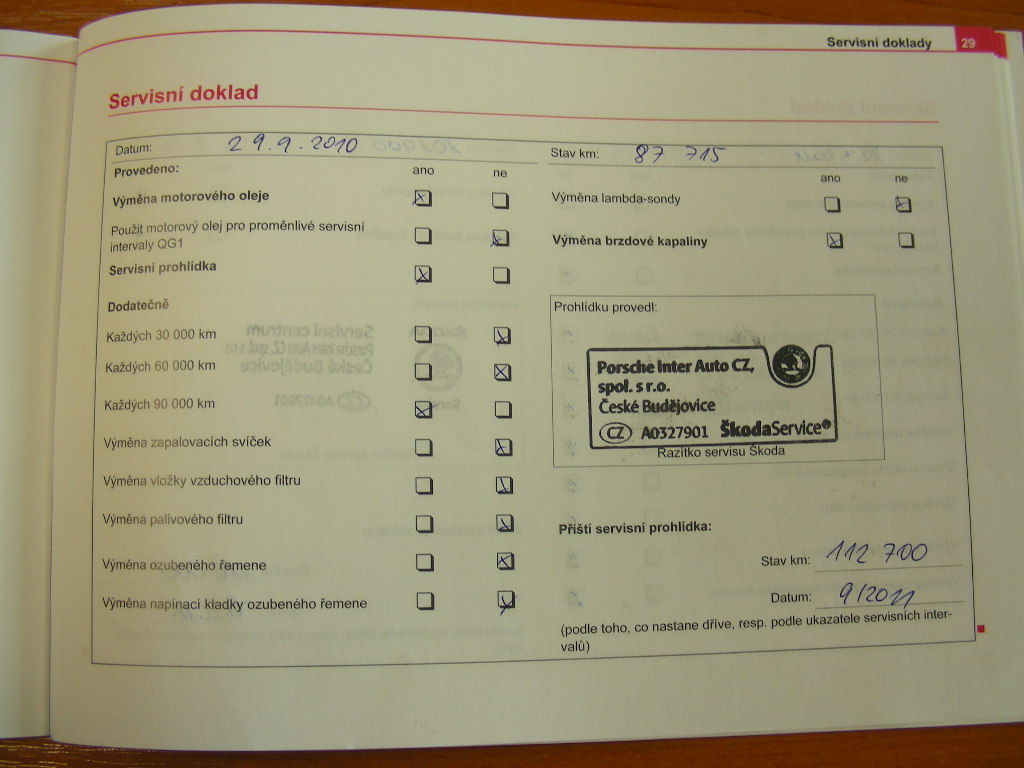 Servisní doklady 29
Servisní doklad
Datum: 29.9.2010
Stav km: 87 715
Provedeno: ano ne
ano ne
Výměna motorového oleje
Výměna lambda-sondy
Použit motorový olej pro proměnlivé servisní
intervaly QG1
Výměna brzdové kapaliny
Servisní prohlídka
Dodatečně
Každých 30 000 km
Každých 60 000 km
Každých 90 000 km
Výměna zapalovacích svíček
Výměna vložky vzduchového filtru
Výměna palivového filtru
Výměna ozubeného řemene
Výměna napínací kladky ozubeného řemene
Prohlídku provedl:
Porsche Inter Auto CZ,
spol. s r.o.
České Budějovice
CZ A0327901 ŠkodaService®
Razítko servisu Škoda
Příští servisní prohlídka:
Stav km: 112 700
Datum: 9/2011
(podle toho, co nastane dříve, resp. podle ukazatele servisních inter-
valů)